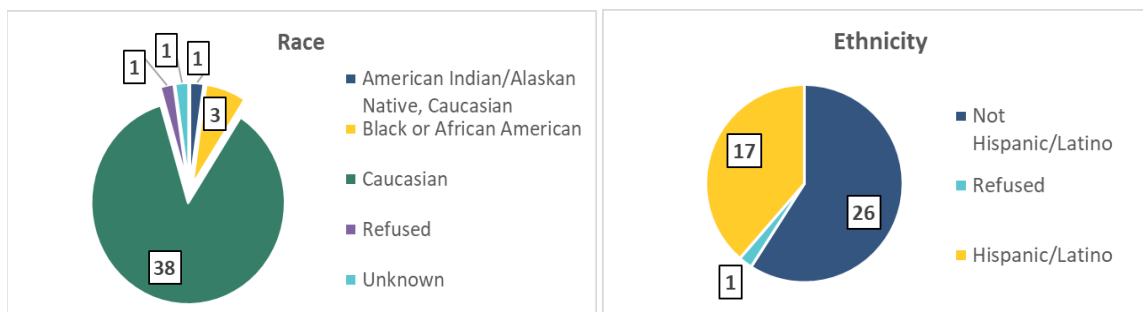 Race
1
1
1
3
38
American Indian/Alaskan
Native, Caucasian
Black or African American
Caucasian
Refused
Unknown
Ethnicity
17
26
1
Not
Hispanic/Latino
Refused
Hispanic/Latino